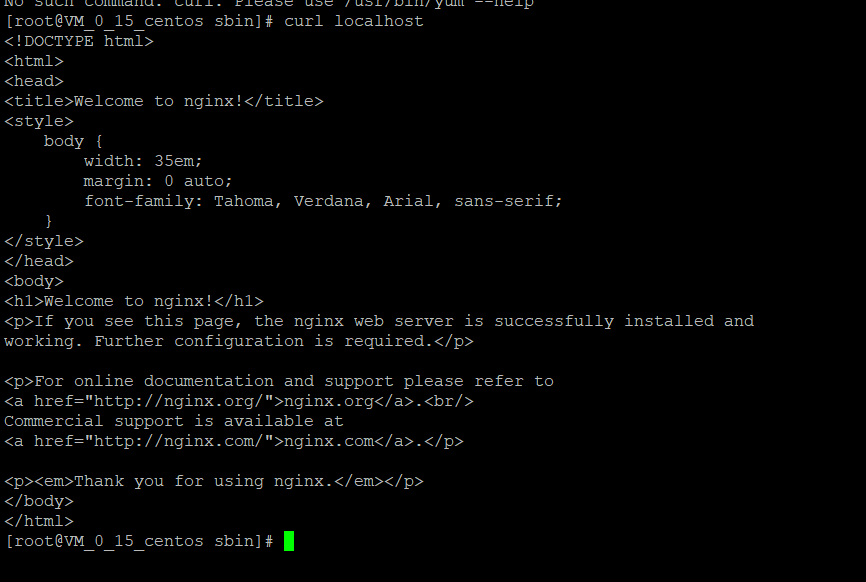 No such command: curl. Please use /usr/bin/yum --help
[root@VM_0_15_centos sbin]# curl localhost
<!DOCTYPE html>
<html>
<head>
<title>Welcome to nginx!</title>
<style>
    body {
        width: 35em;
        margin: 0 auto;
        font-family: Tahoma, Verdana, Arial, sans-serif;
    }
</style>
</head>
<body>
<h1>Welcome to nginx!</h1>
<p>If you see this page, the nginx web server is successfully installed and
working. Further configuration is required.</p>

<p>For online documentation and support please refer to
<a href="http://nginx.org/">nginx.org</a>.<br/>
Commercial support is available at
<a href="http://nginx.com/">nginx.com</a>.</p>

<p><em>Thank you for using nginx.</em></p>
</body>
</html>
[root@VM_0_15_centos sbin]#